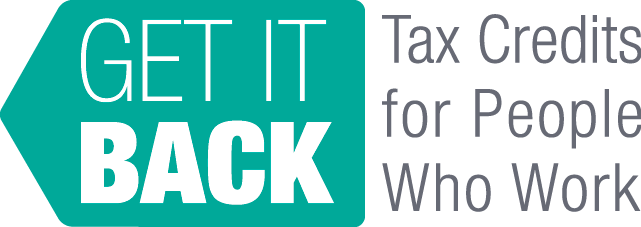 GET IT
BACK
Tax Credits
for People
Who Work